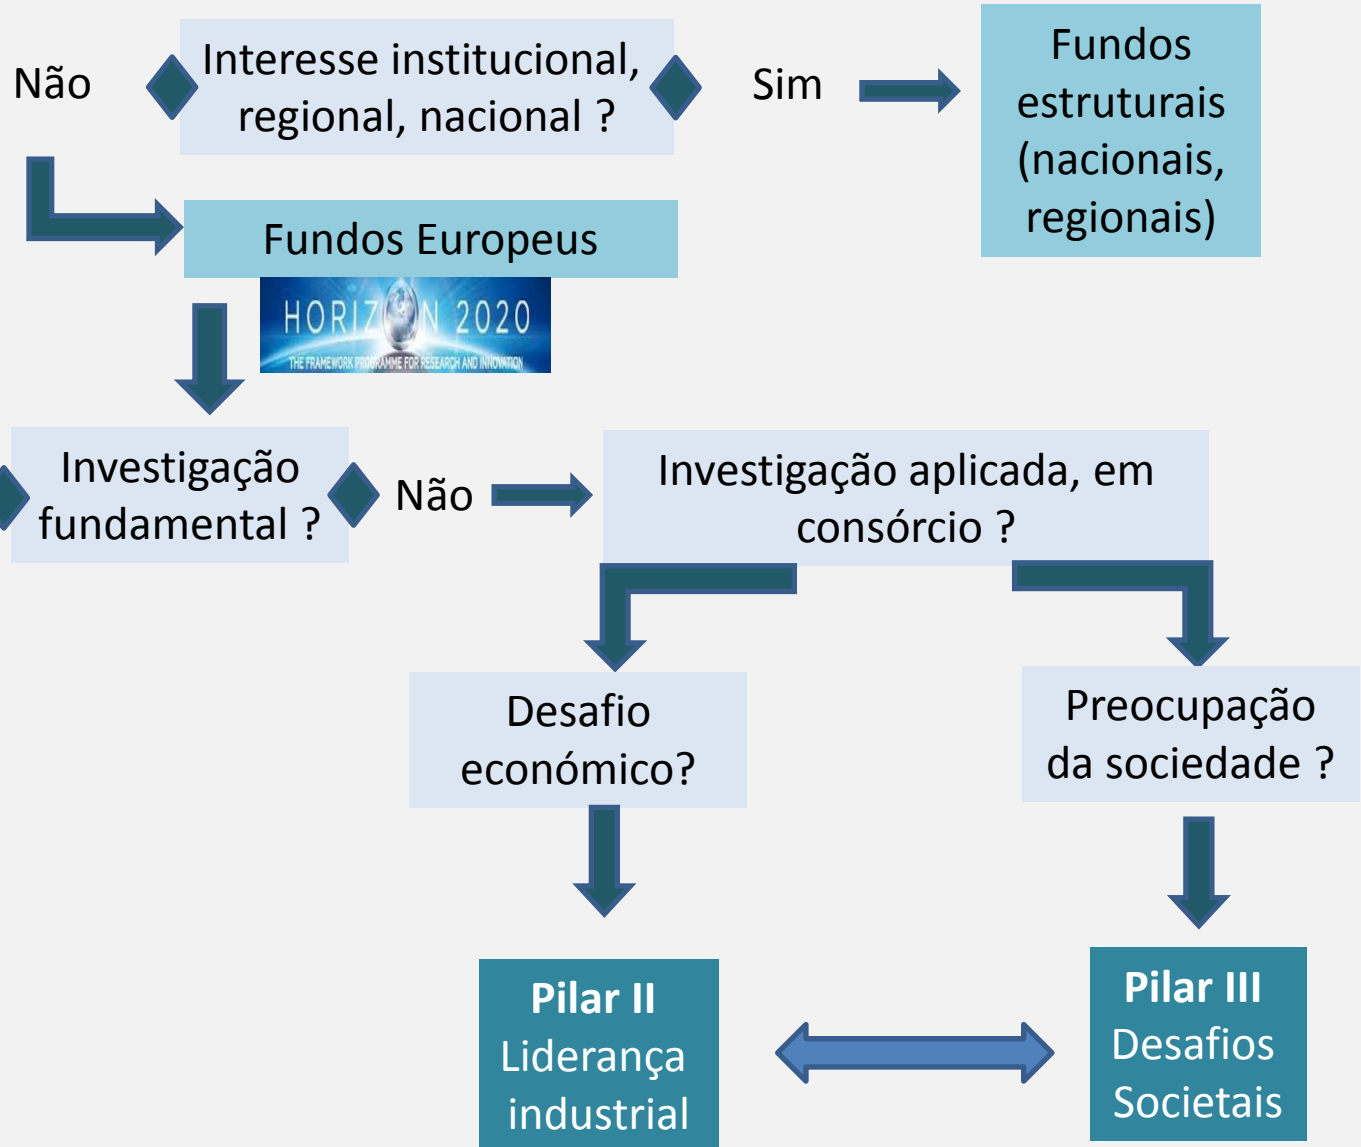 Não
Interesse institucional,
regional, nacional ?
Sim
Fundos
estruturais
(nacionais,
regionais)
Fundos Europeus
HORIZON 2020
THE FRAMEWORK PROGRAMME FOR RESEARCH AND INNOVATION
Investigação
fundamental ?
Não
Investigação aplicada, em
consórcio ?
Desafio
económico?
Preocupação
da sociedade ?
Pilar II
Liderança
industrial
Pilar III
Desafios
Societais